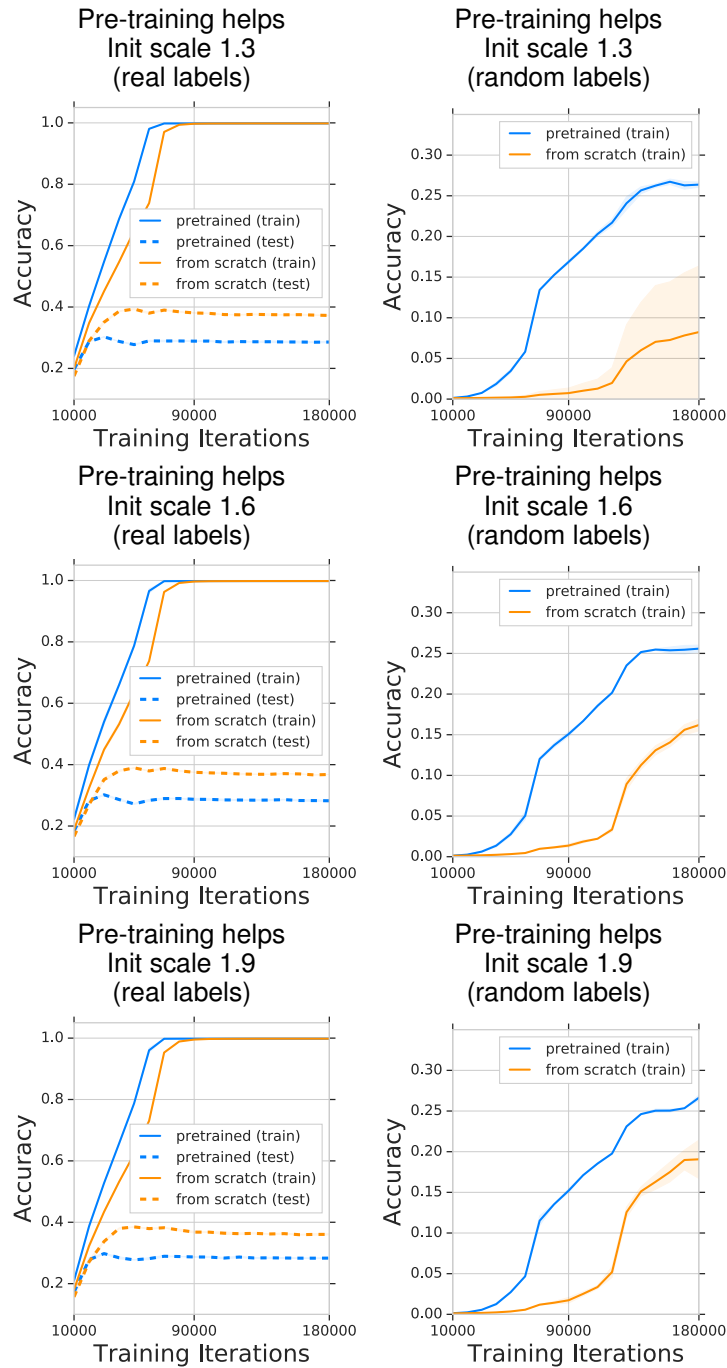 Pre-training helps
Init scale 1.3
(real labels)
1.0
0.8
0.6
0.4
0.2
Accuracy
pretrained (train)
pretrained (test)
from scratch (train)
from scratch (test)
10000
90000
180000
Training Iterations
Pre-training helps
Init scale 1.3
(random labels)
0.30
0.25
0.20
0.15
0.10
0.05
0.00
Accuracy
pretrained (train)
from scratch (train)
10000
90000
180000
Training Iterations
Pre-training helps
Init scale 1.6
(real labels)
1.0
0.8
0.6
0.4
0.2
Accuracy
pretrained (train)
pretrained (test)
from scratch (train)
from scratch (test)
10000
90000
180000
Training Iterations
Pre-training helps
Init scale 1.6
(random labels)
0.30
0.25
0.20
0.15
0.10
0.05
0.00
Accuracy
pretrained (train)
from scratch (train)
10000
90000
180000
Training Iterations
Pre-training helps
Init scale 1.9
(real labels)
1.0
0.8
0.6
0.4
0.2
Accuracy
pretrained (train)
pretrained (test)
from scratch (train)
from scratch (test)
10000
90000
180000
Training Iterations
Pre-training helps
Init scale 1.9
(random labels)
0.30
0.25
0.20
0.15
0.10
0.05
0.00
Accuracy
pretrained (train)
from scratch (train)
10000
90000
180000
Training Iterations